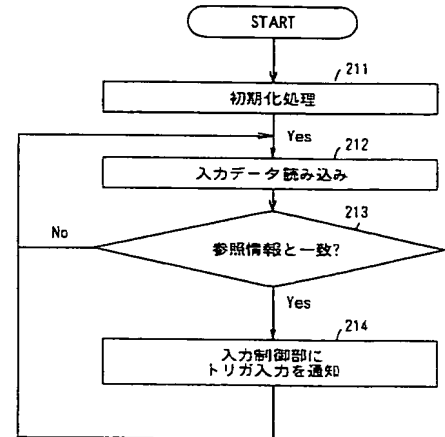 START
211
初期化処理
Yes
212
入力データ読み込み
213
No
参照情報と一致?
Yes
214
入力制御部に
トリガ入力を通知